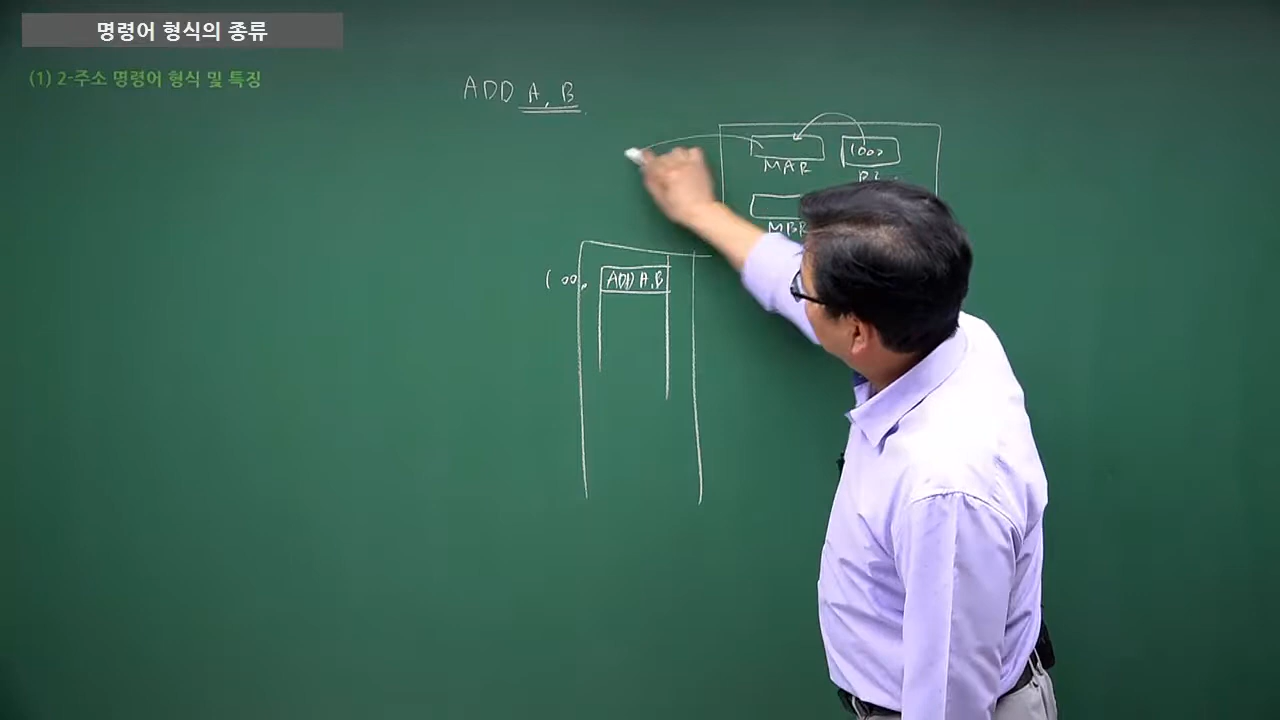 명령어 형식의 종류
(1) 2-주소 명령어 형식 및 특징
ADD A, B
1000
MAR
MBR
ADD A,B